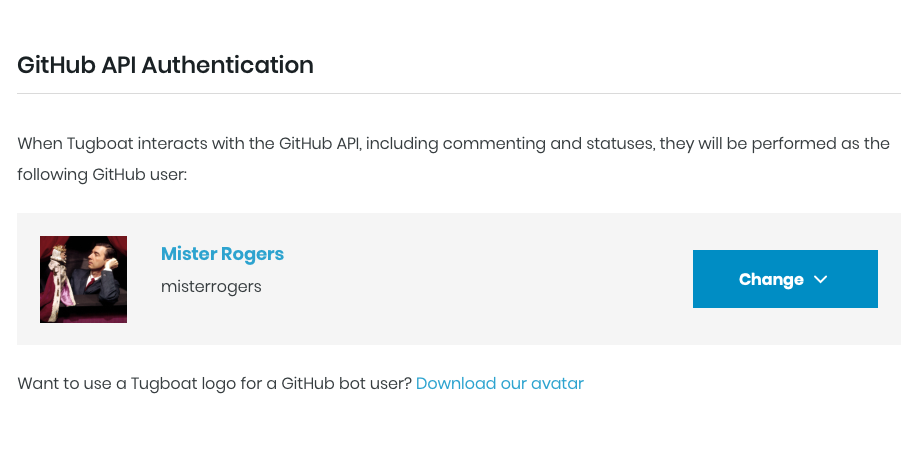 GitHub API Authentication
When Tugboat interacts with the GitHub API, including commenting and statuses, they will be performed as the
following GitHub user:
Mister Rogers
misterrogers
Change
Want to use a Tugboat logo for a GitHub bot user? Download our avatar